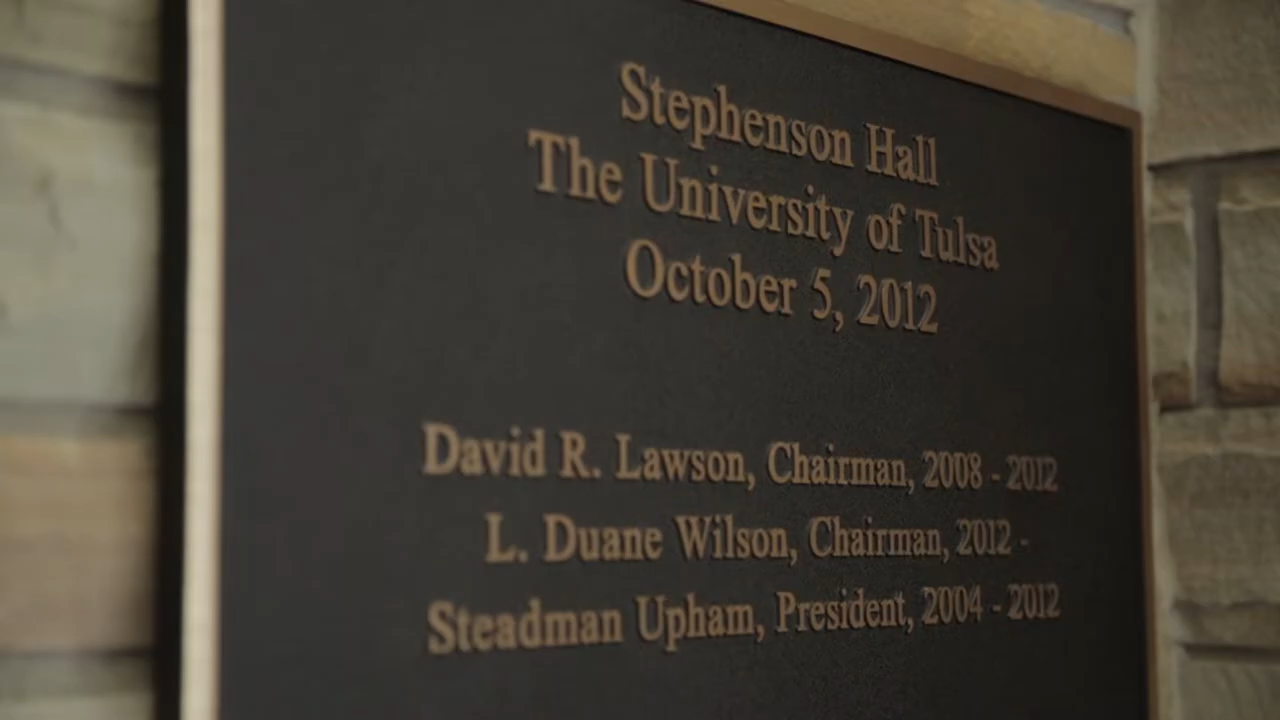 Stephenson Hall
The University of Tulsa
October 5, 2012
David R. Lawson, Chairman, 2008 - 2012
L. Duane Wilson, Chairman, 2012 -
Steadman Upham, President, 2004 - 2012